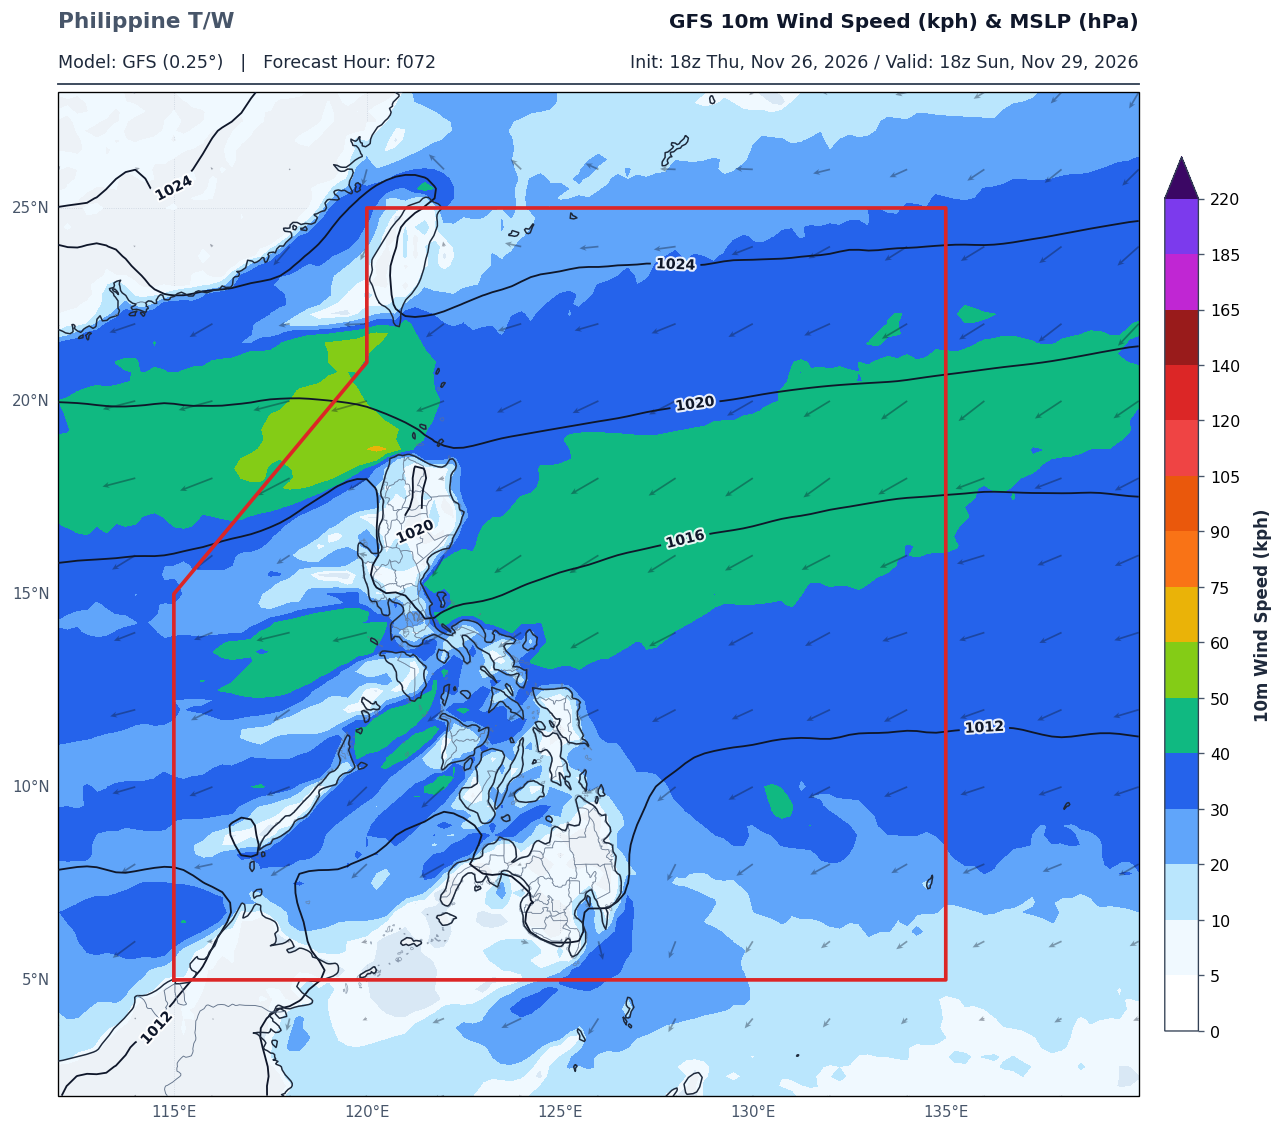 Philippine T/W
GFS 10m Wind Speed (kph) & MSLP (hPa)
Model: GFS (0.25°) | Forecast Hour: f072
Init: 18z Thu, Nov 26, 2026 / Valid: 18z Sun, Nov 29, 2026
1024
1024
1020
1020
1016
1012
1012
25°N
20°N
15°N
10°N
5°N
115°E
120°E
125°E
130°E
135°E
220
185
165
140
120
105
90
75
60
50
40
30
20
10
5
0
10m Wind Speed (kph)